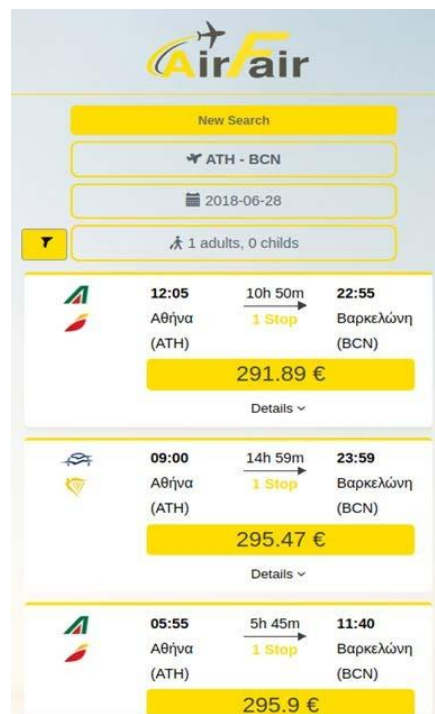 AirFair
New Search
ATH - BCN
2018-06-28
1 adults, 0 childs
12:05 10h 50m 22:55
Αθήνα 1 Stop Βαρκελώνη
(ATH) (BCN)
291.89 €
Details
09:00 14h 59m 23:59
Αθήνα 1 Stop Βαρκελώνη
(ATH) (BCN)
295.47 €
Details
05:55 5h 45m 11:40
Αθήνα 1 Stop Βαρκελώνη
(ATH) (BCN)
295.9 €